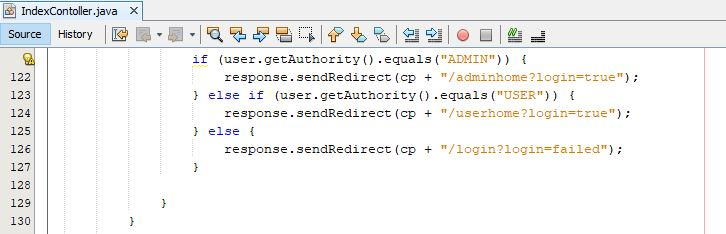 IndexContoller.java
Source History
if (user.getAuthority().equals("ADMIN")) {
122 response.sendRedirect(cp + "/adminhome?login=true");
123 } else if (user.getAuthority().equals("USER")) {
124 response.sendRedirect(cp + "/userhome?login=true");
125 } else {
126 response.sendRedirect(cp + "/login?login=failed");
127 }
128
129 }
130 }